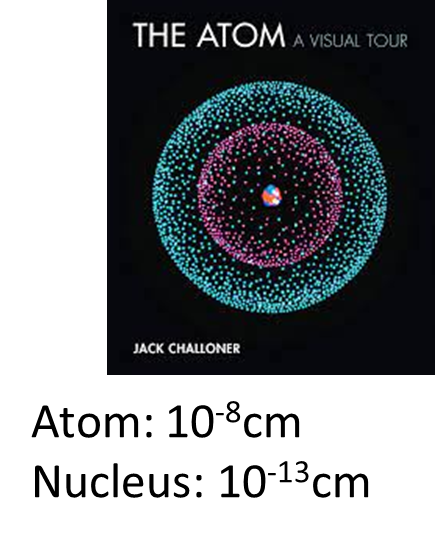 THE ATOM A VISUAL TOUR
JACK CHALLONER
Atom: 10⁻⁸cm
Nucleus: 10⁻¹³cm